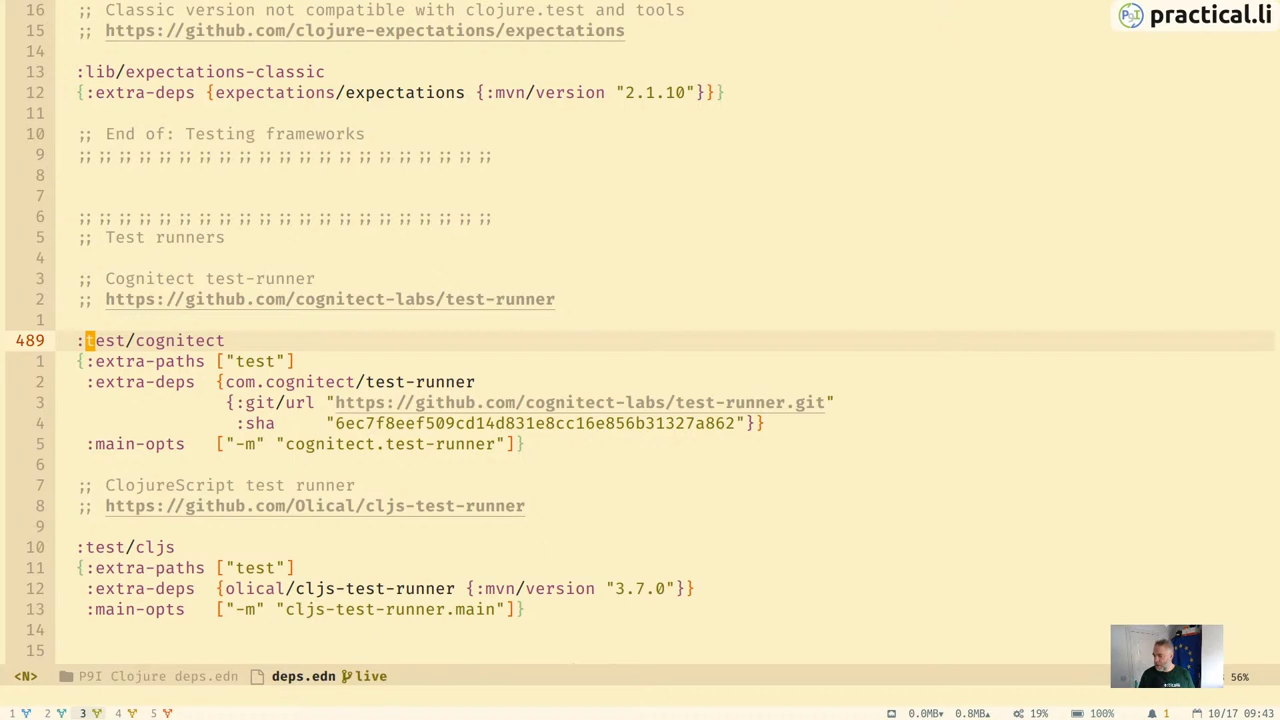 16 ;; Classic version not compatible with clojure.test and tools
P9I practical.li
15 ;; https://github.com/clojure-expectations/expectations
14
13 :lib/expectations-classic
12 {:extra-deps {expectations/expectations {:mvn/version "2.1.10"}}}
11
10 ;; End of: Testing frameworks
9 ;; ;; ;; ;; ;; ;; ;; ;; ;; ;; ;; ;; ;; ;; ;; ;; ;; ;; ;; ;; ;;
8
7
6 ;; ;; ;; ;; ;; ;; ;; ;; ;; ;; ;; ;; ;; ;; ;; ;; ;; ;; ;; ;; ;;
5 ;; Test runners
4
3 ;; Cognitect test-runner
2 ;; https://github.com/cognitect-labs/test-runner
1
489 :test/cognitect
1 {:extra-paths ["test"]
2 :extra-deps {com.cognitect/test-runner
3 {:git/url "https://github.com/cognitect-labs/test-runner.git"
4 :sha "6ec7f8eef509cd14d831e8cc16e856b31327a862"}}
5 :main-opts ["-m" "cognitect.test-runner"]}
6
7 ;; ClojureScript test runner
8 ;; https://github.com/Olical/cljs-test-runner
9
10 :test/cljs
11 {:extra-paths ["test"]
12 :extra-deps {olical/cljs-test-runner {:mvn/version "3.7.0"}}
13 :main-opts ["-m" "cljs-test-runner.main"]}
14
15
<N> P9I Clojure deps.edn deps.edn live 56%
1 2 3 4 5 0.0MB 0.8MB 19% 100% 1 10/17 09:43